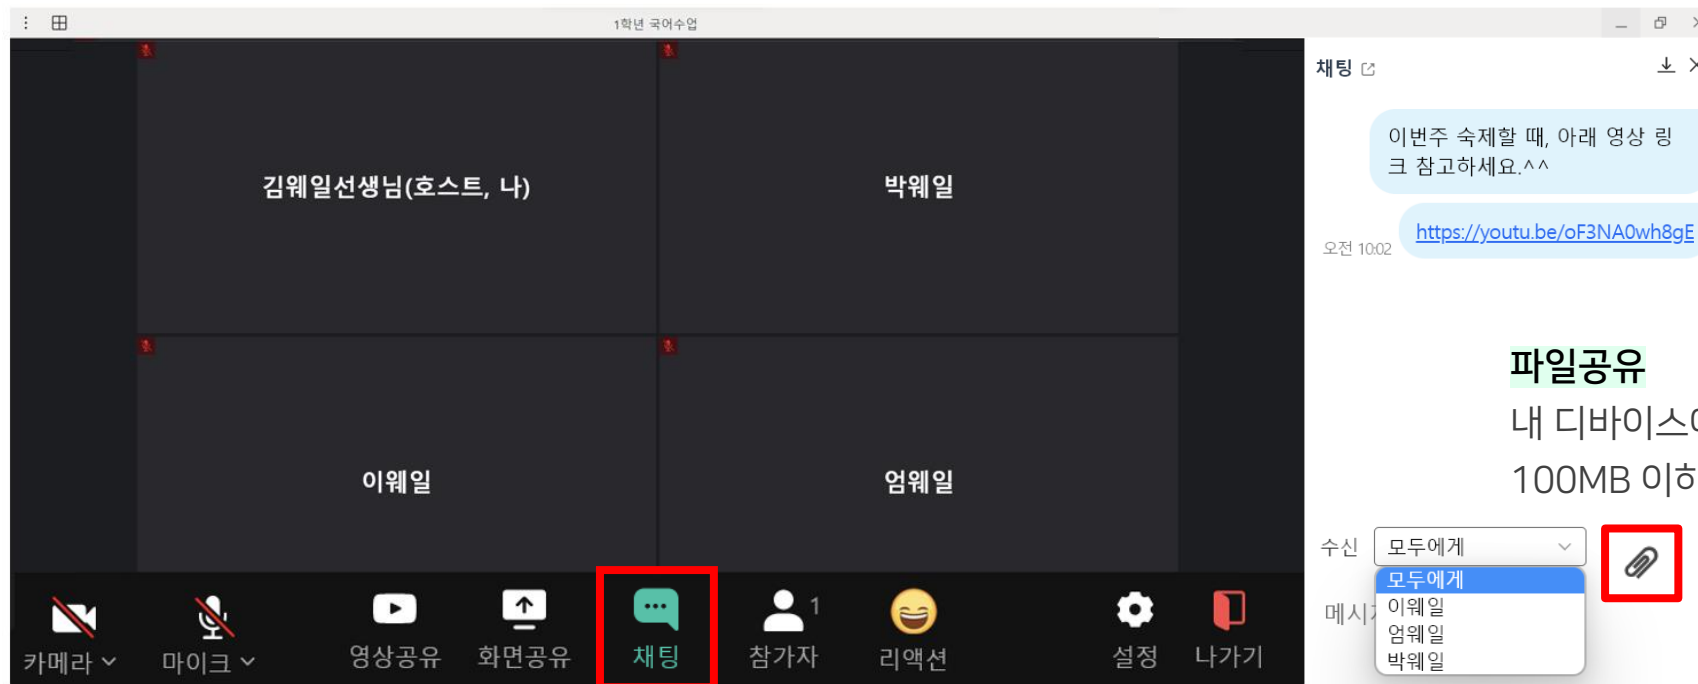 1학년 국어수업
김웨일선생님(호스트, 나)
박웨일
이웨일
엄웨일
카메라
마이크
영상공유
화면공유
채팅
참가자
1
리액션
설정
나가기
채팅
이번주 숙제할 때, 아래 영상 링
크 참고하세요.^^
https://youtu.be/oF3NA0wh8gE
오전 10:02
파일공유
내 디바이스
100MB 이하
수신
모두에게
모두에게
이웨일
엄웨일
박웨일